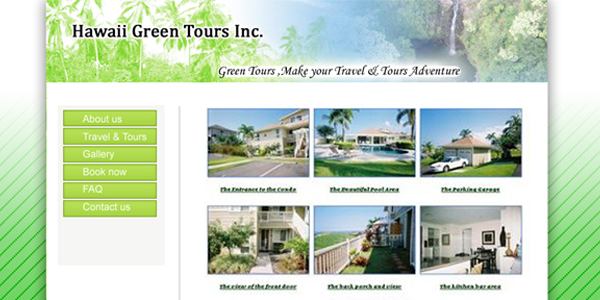 Hawaii Green Tours Inc.
Green Tours ,Make your Travel & Tours Adventure
About us
Travel & Tours
Gallery
Book now
FAQ
Contact us
The Entrance to the Condo
The Beautiful Pool Area
The Parking Garage
The view of the front door
The back porch and view
The kitchen bar area